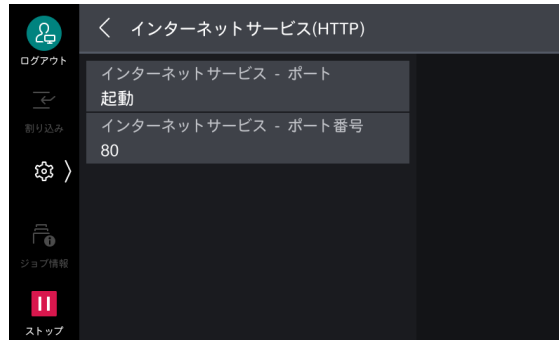 インターネットサービス(HTTP)
ログアウト
インターネットサービス - ポート
起動
割り込み
インターネットサービス - ポート番号
80
ジョブ情報
ストップ